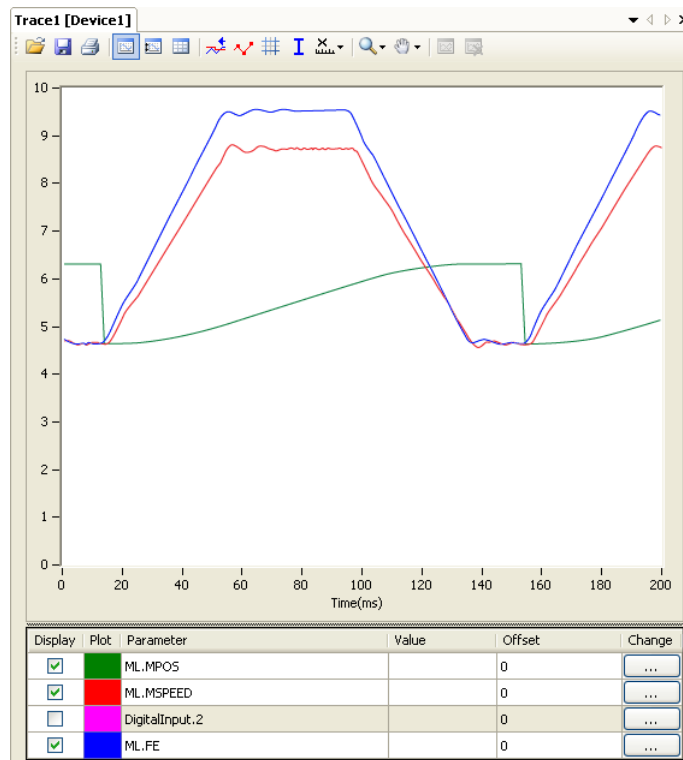 Trace1 [Device1]
10
9
8
7
6
5
4
3
2
1
0
0 20 40 60 80 100 120 140 160 180 200
Time(ms)
Display Plot Parameter Value Offset Change
ML.MPOS 0 ...
ML.MSPEED 0 ...
DigitalInput.2 0 ...
ML.FE 0 ...